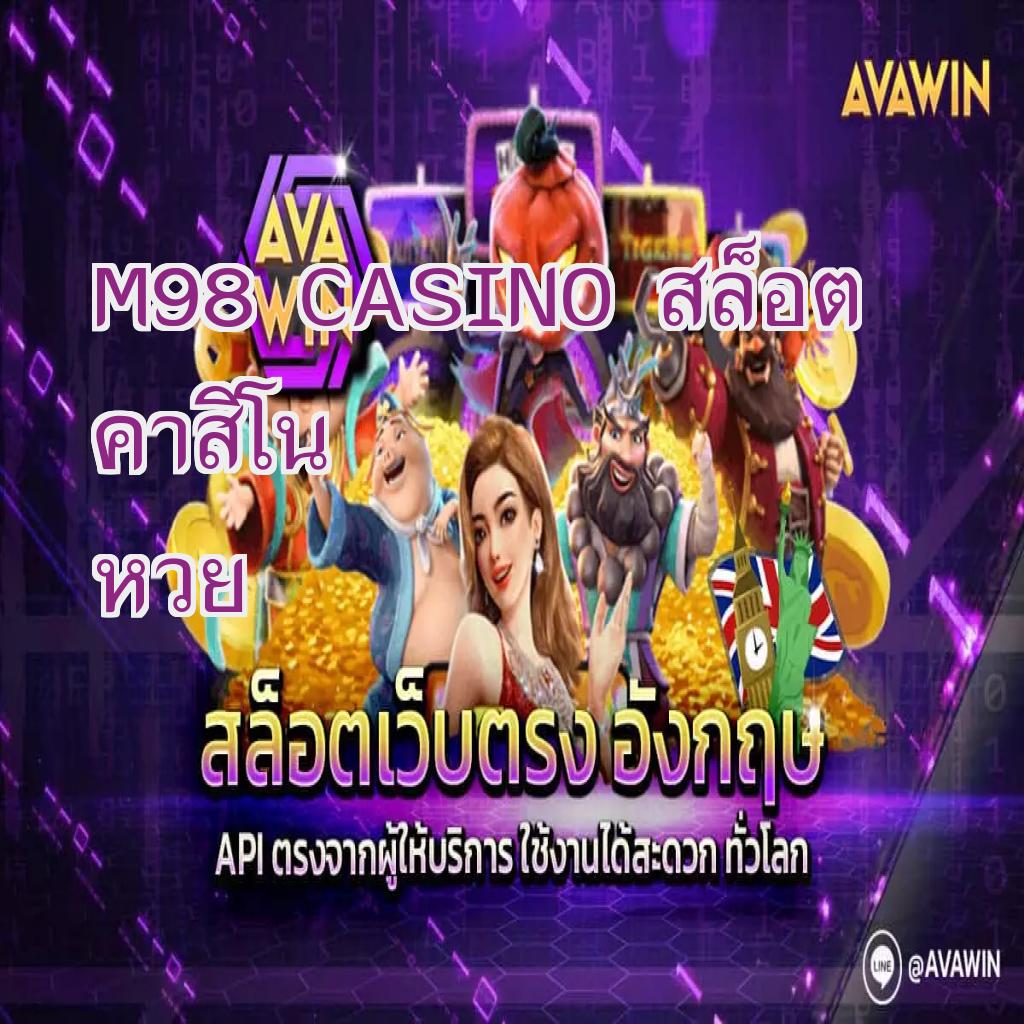 AVAWIN
AVA
WIN
M98 CASINO สล็อต
คาสิโน
หวย
TIGERS
สล็อตเว็บตรง อังกฤษ
API ตรงจากผู้ให้บริการ ใช้งานได้สะดวก ทั่วโลก
LINE @AVAWIN